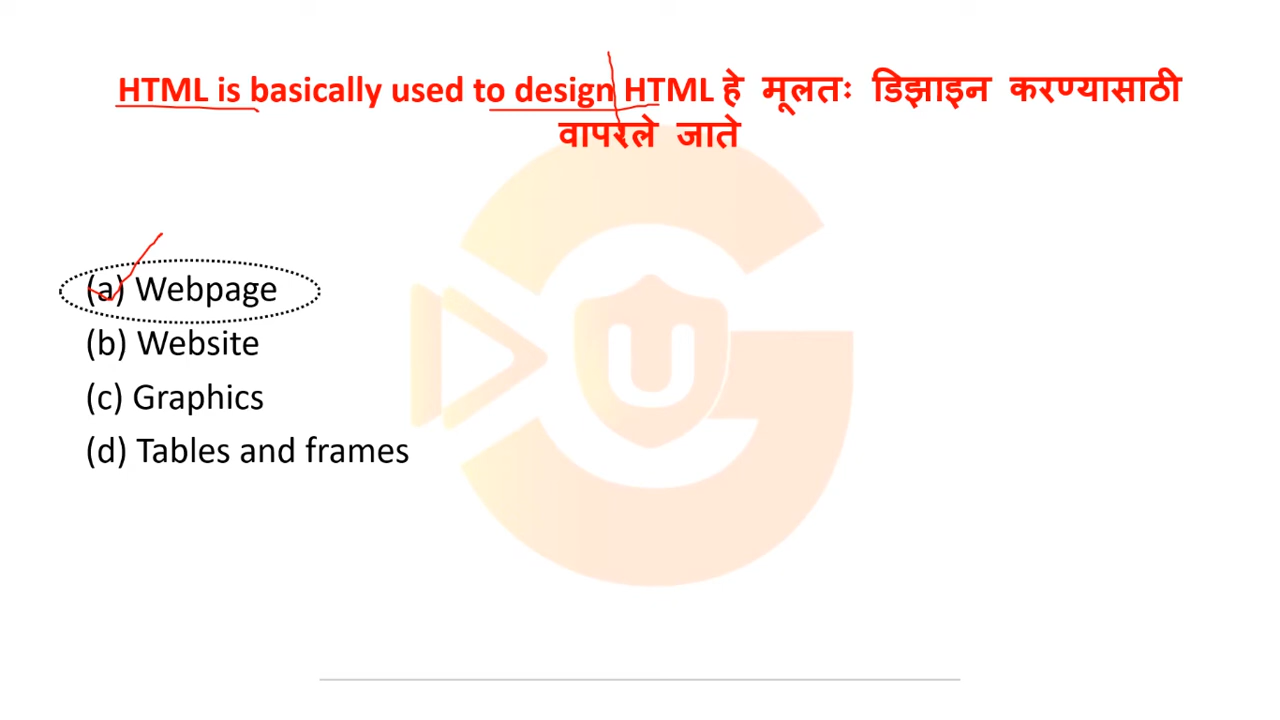 HTML is basically used to design HTML हे मूलतः डिझाइन करण्यासाठी
वापरले जाते
(a) Webpage
(b) Website
(c) Graphics
(d) Tables and frames
U